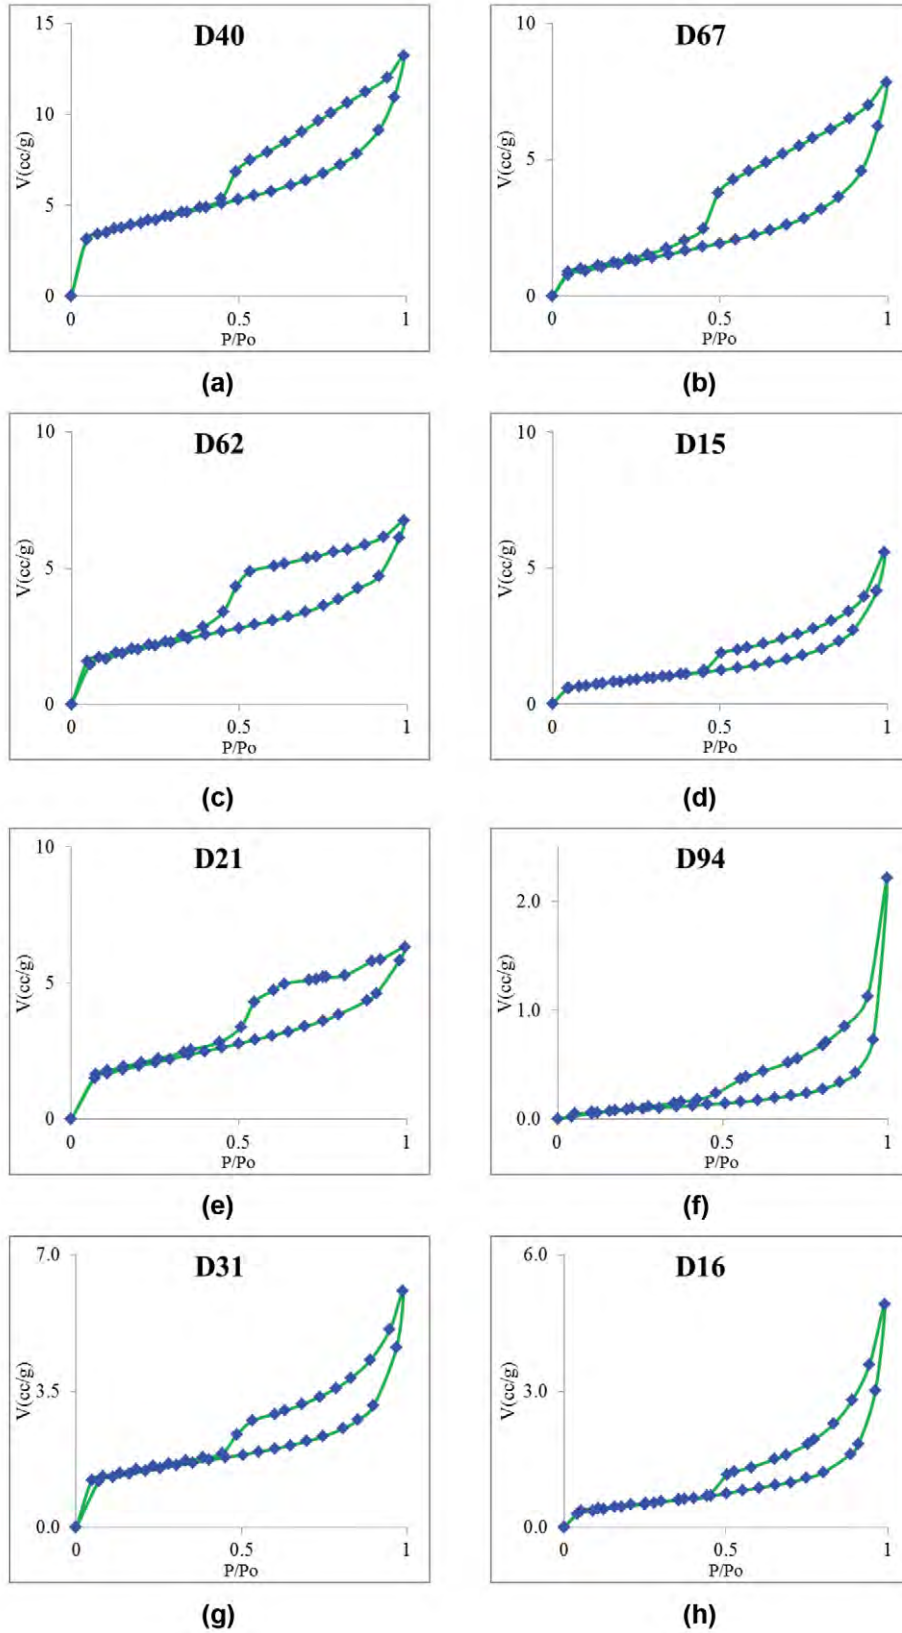 D40
15
10
5
0
V(cc/g)
0
0.5
1
P/Po
(a)
D67
10
5
0
V(cc/g)
0
0.5
1
P/Po
(b)
D62
10
5
0
V(cc/g)
0
0.5
1
P/Po
(c)
D15
10
5
0
V(cc/g)
0
0.5
1
P/Po
(d)
D21
10
5
0
V(cc/g)
0
0.5
1
P/Po
(e)
D94
2.0
1.0
0.0
V(cc/g)
0
0.5
1
P/Po
(f)
D31
7.0
3.5
0.0
V(cc/g)
0
0.5
1
P/Po
(g)
D16
6.0
3.0
0.0
V(cc/g)
0
0.5
1
P/Po
(h)